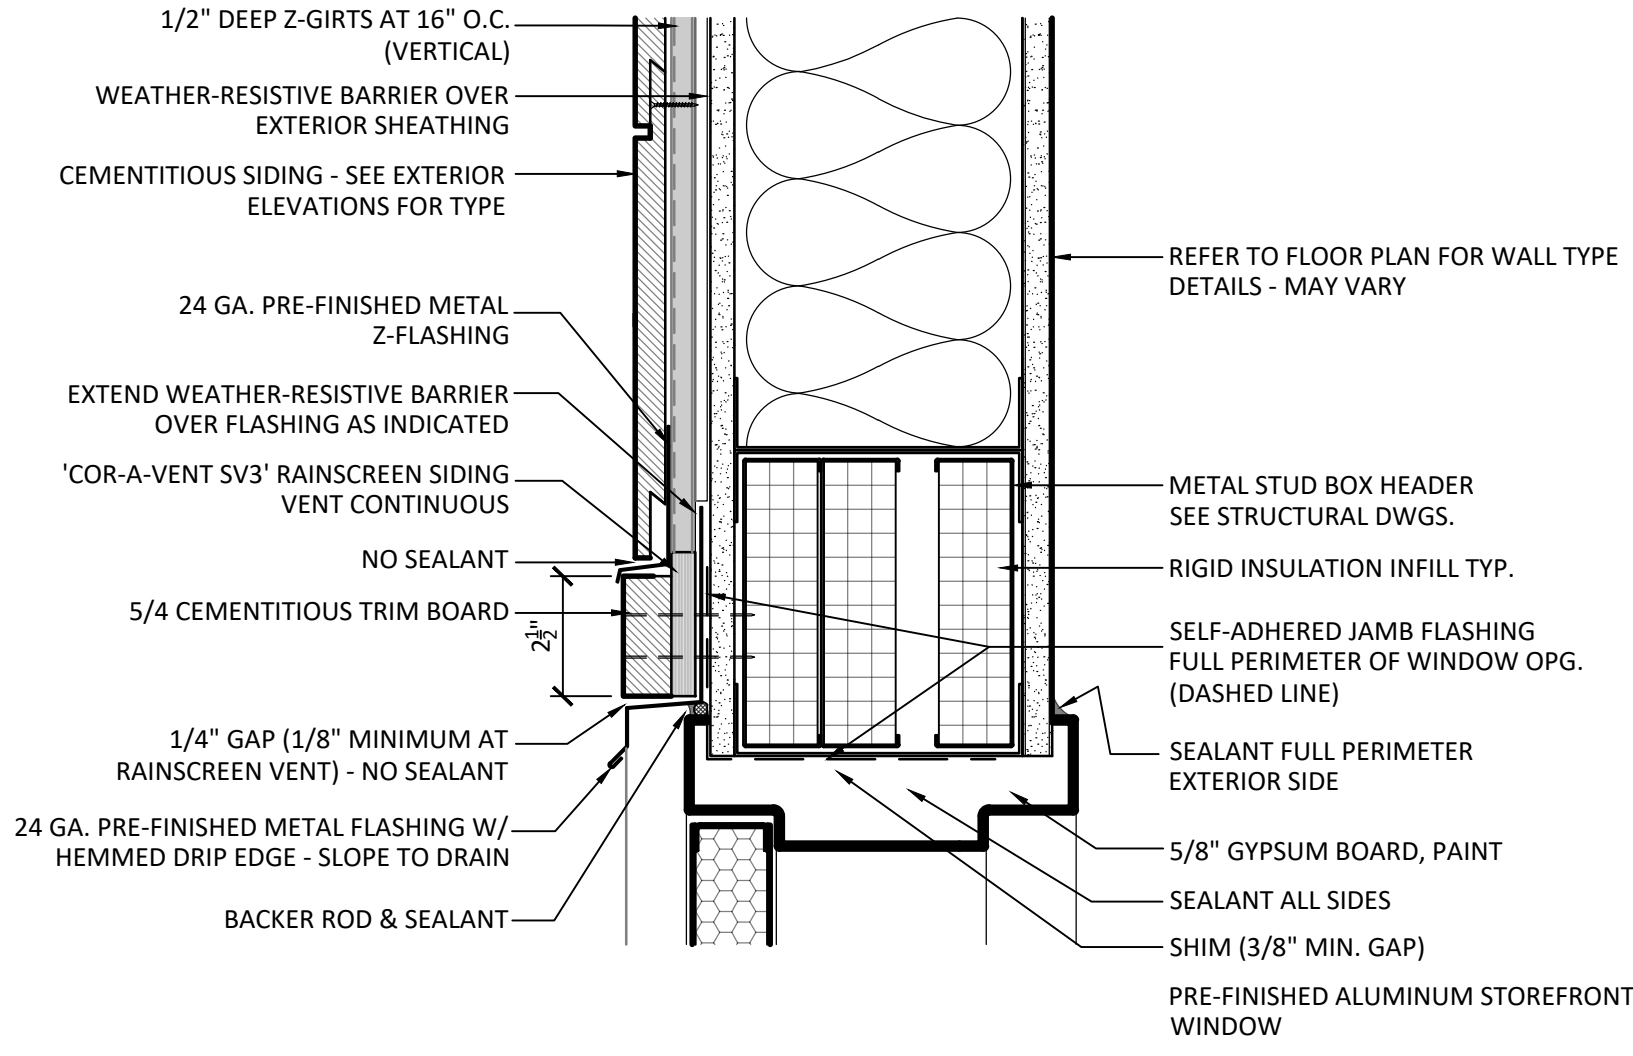 1/2" DEEP Z-GIRTS AT 16" O.C.
(VERTICAL)
WEATHER-RESISTIVE BARRIER OVER
EXTERIOR SHEATHING
CEMENTITIOUS SIDING - SEE EXTERIOR
ELEVATIONS FOR TYPE
24 GA. PRE-FINISHED METAL
Z-FLASHING
EXTEND WEATHER-RESISTIVE BARRIER
OVER FLASHING AS INDICATED
'COR-A-VENT SV3' RAINSCREEN SIDING
VENT CONTINUOUS
NO SEALANT
5/4 CEMENTITIOUS TRIM BOARD
2 1/2"
1/4" GAP (1/8" MINIMUM AT
RAINSCREEN VENT) - NO SEALANT
24 GA. PRE-FINISHED METAL FLASHING W/
HEMMED DRIP EDGE - SLOPE TO DRAIN
BACKER ROD & SEALANT
REFER TO FLOOR PLAN FOR WALL TYPE
DETAILS - MAY VARY
METAL STUD BOX HEADER
SEE STRUCTURAL DWGS.
RIGID INSULATION INFILL TYP.
SELF-ADHERED JAMB FLASHING
FULL PERIMETER OF WINDOW OPG.
(DASHED LINE)
SEALANT FULL PERIMETER
EXTERIOR SIDE
5/8" GYPSUM BOARD, PAINT
SEALANT ALL SIDES
SHIM (3/8" MIN. GAP)
PRE-FINISHED ALUMINUM STOREFRONT
WINDOW